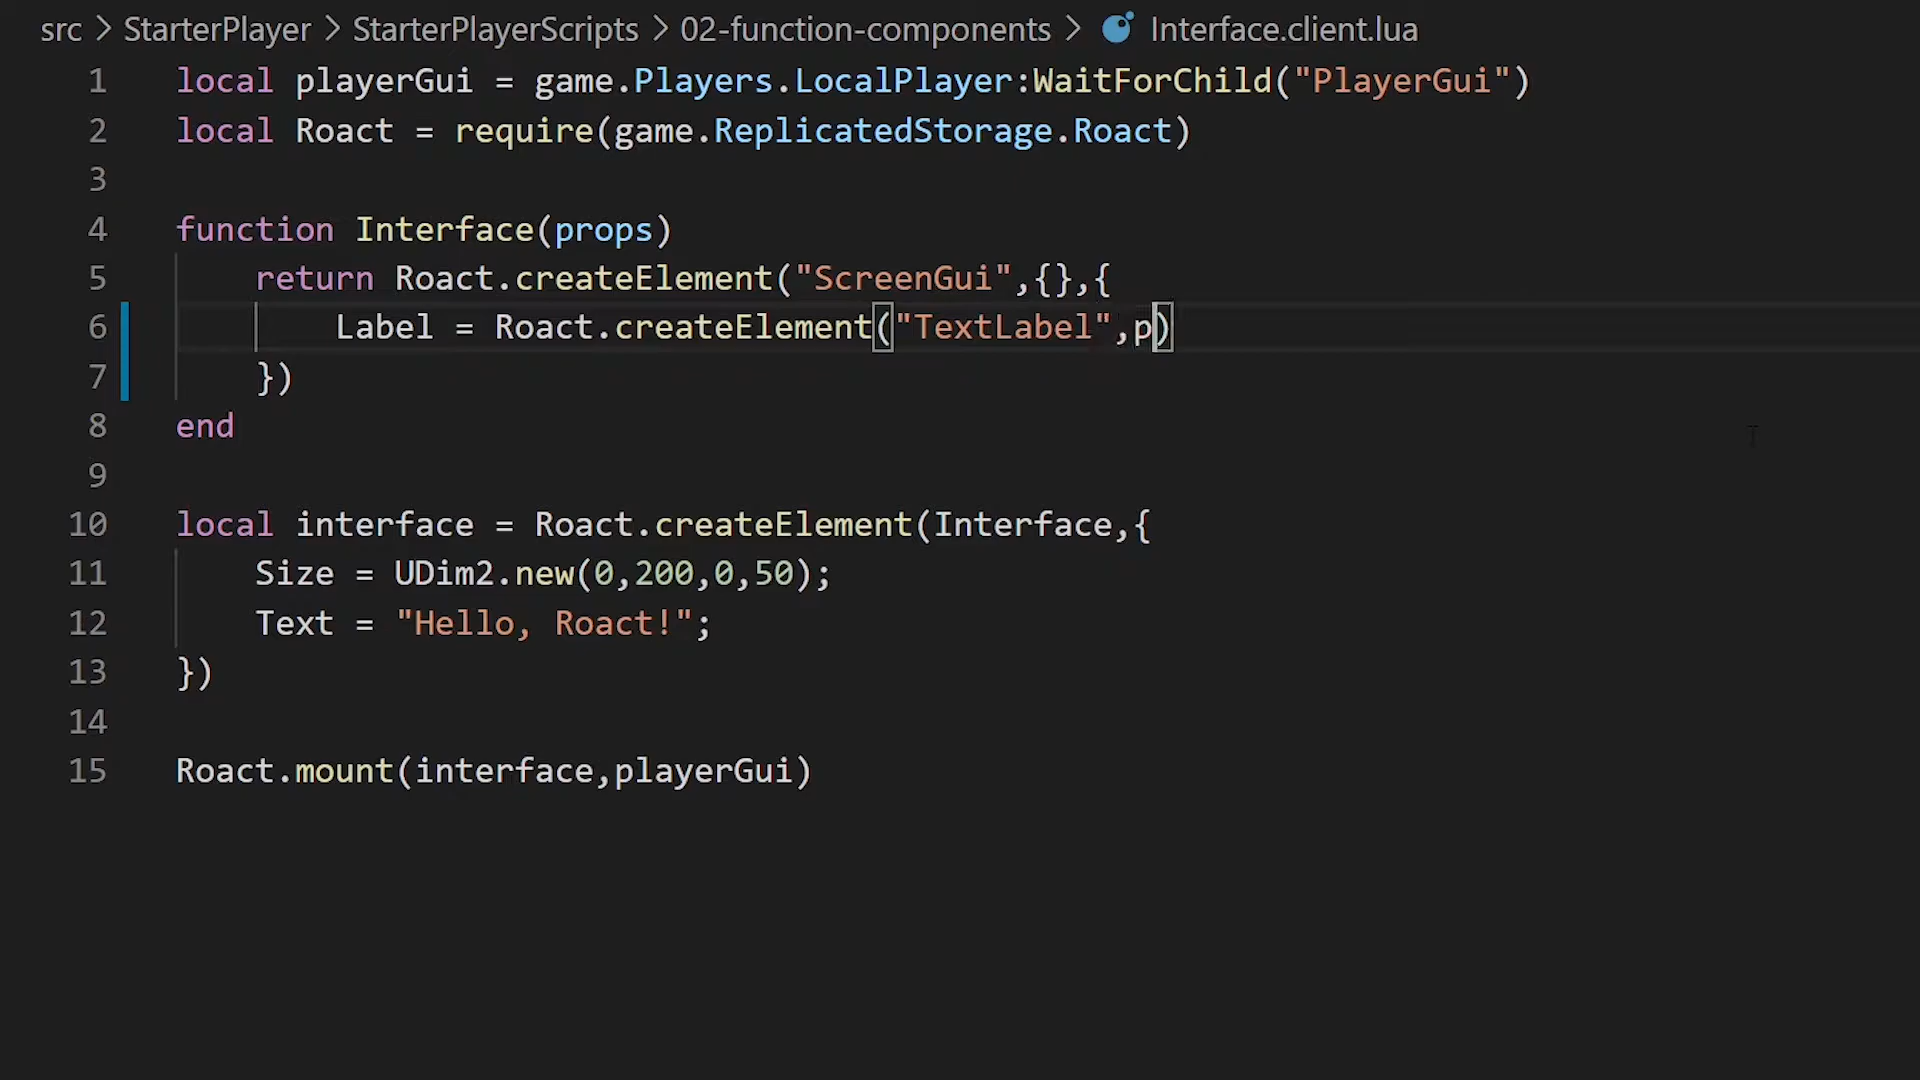 src > StarterPlayer > StarterPlayerScripts > 02-function-components > Interface.client.lua
1 local playerGui = game.Players.LocalPlayer:WaitForChild("PlayerGui")
2 local Roact = require(game.ReplicatedStorage.Roact)
3
4 function Interface(props)
5     return Roact.createElement("ScreenGui",{},{
6         Label = Roact.createElement("TextLabel",p)
7     })
8 end
9
10 local interface = Roact.createElement(Interface,{
11     Size = UDim2.new(0,200,0,50);
12     Text = "Hello, Roact!";
13 })
14
15 Roact.mount(interface,playerGui)